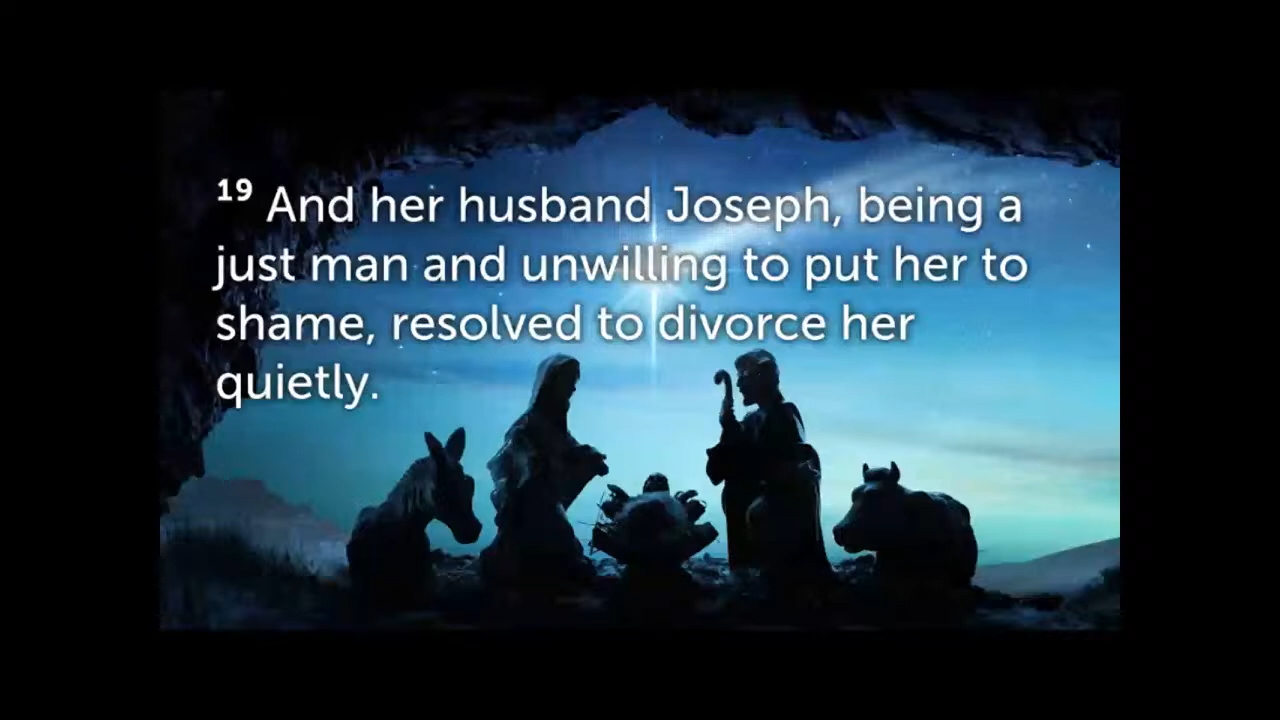 19 And her husband Joseph, being a
just man and unwilling to put her to
shame, resolved to divorce her
quietly.